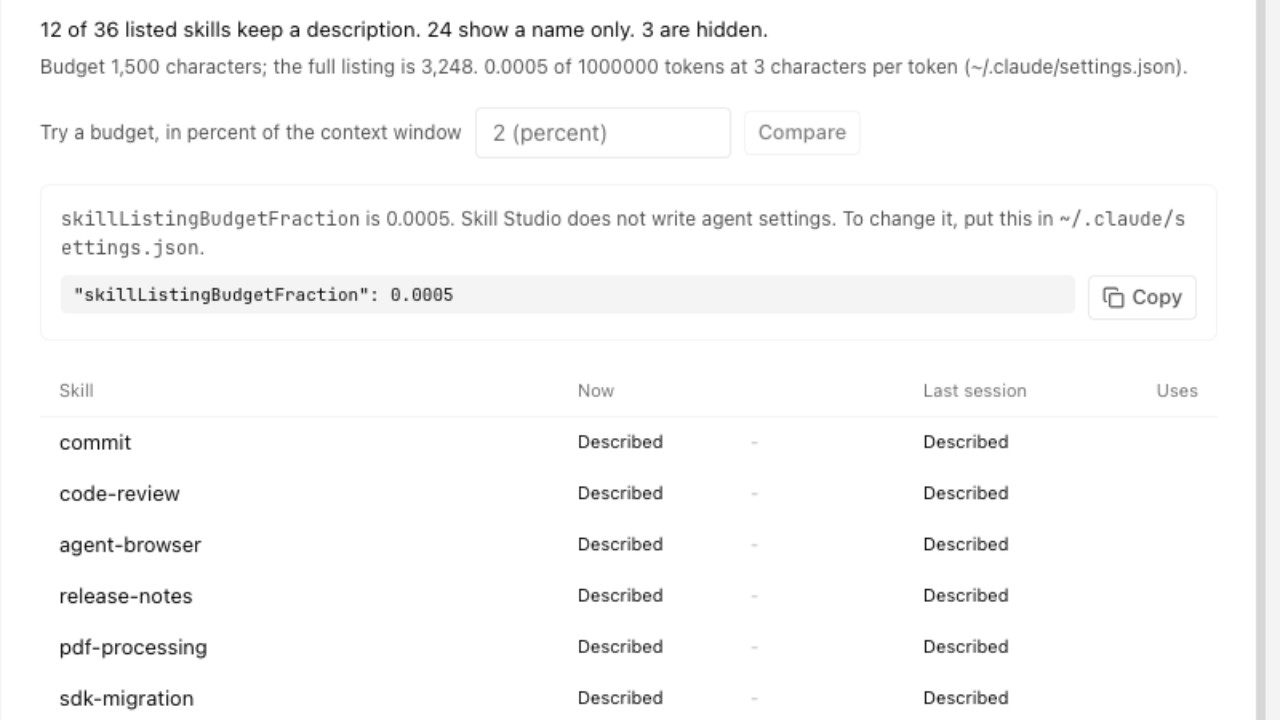 12 of 36 listed skills keep a description. 24 show a name only. 3 are hidden.
Budget 1,500 characters; the full listing is 3,248. 0.0005 of 1000000 tokens at 3 characters per token (~/.claude/settings.json).
Try a budget, in percent of the context window 2 (percent) Compare
skillListingBudgetFraction is 0.0005. Skill Studio does not write agent settings. To change it, put this in ~/.claude/s
ettings.json.
"skillListingBudgetFraction": 0.0005 Copy
Skill Now Last session Uses
commit Described - Described
code-review Described - Described
agent-browser Described - Described
release-notes Described - Described
pdf-processing Described - Described
sdk-migration Described - Described